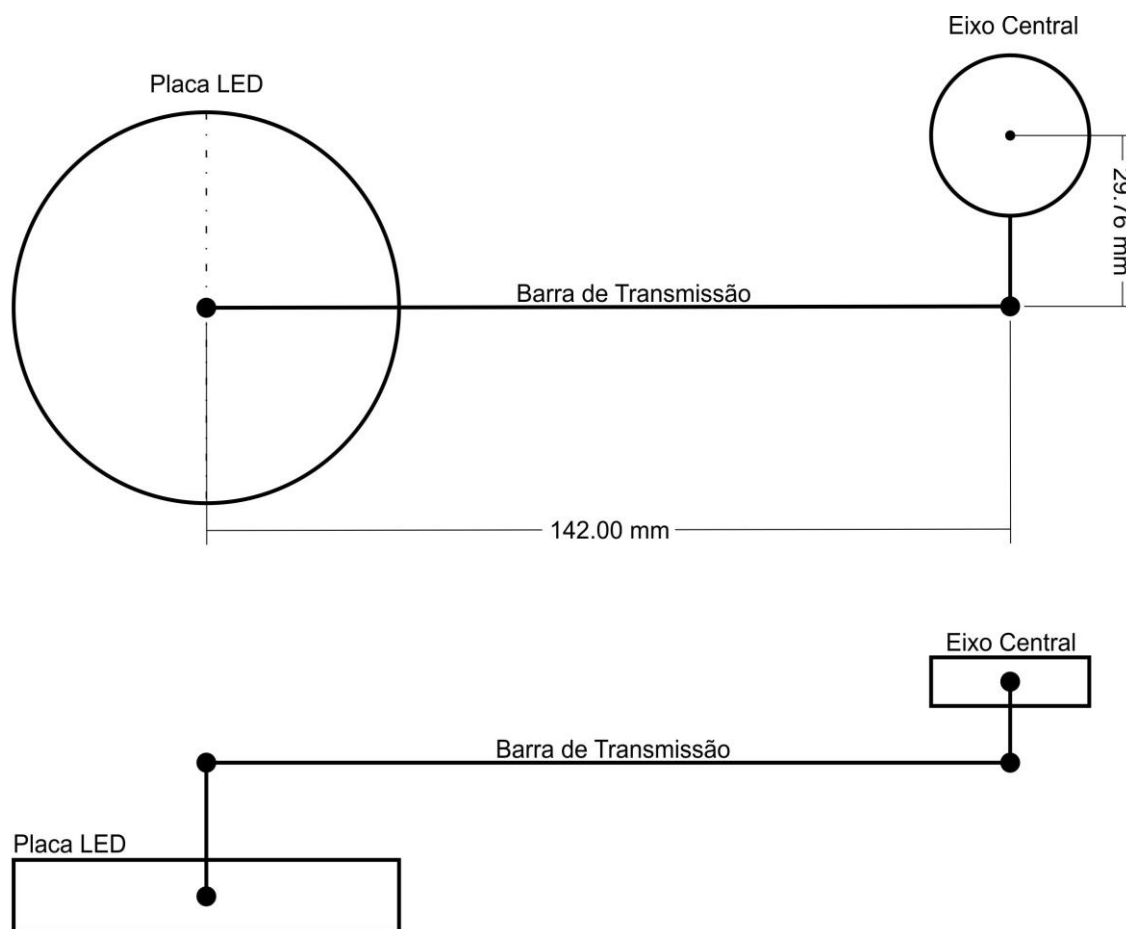 Eixo Central
Placa LED
29.76 mm
Barra de Transmissão
142.00 mm
Eixo Central
Barra de Transmissão
Placa LED